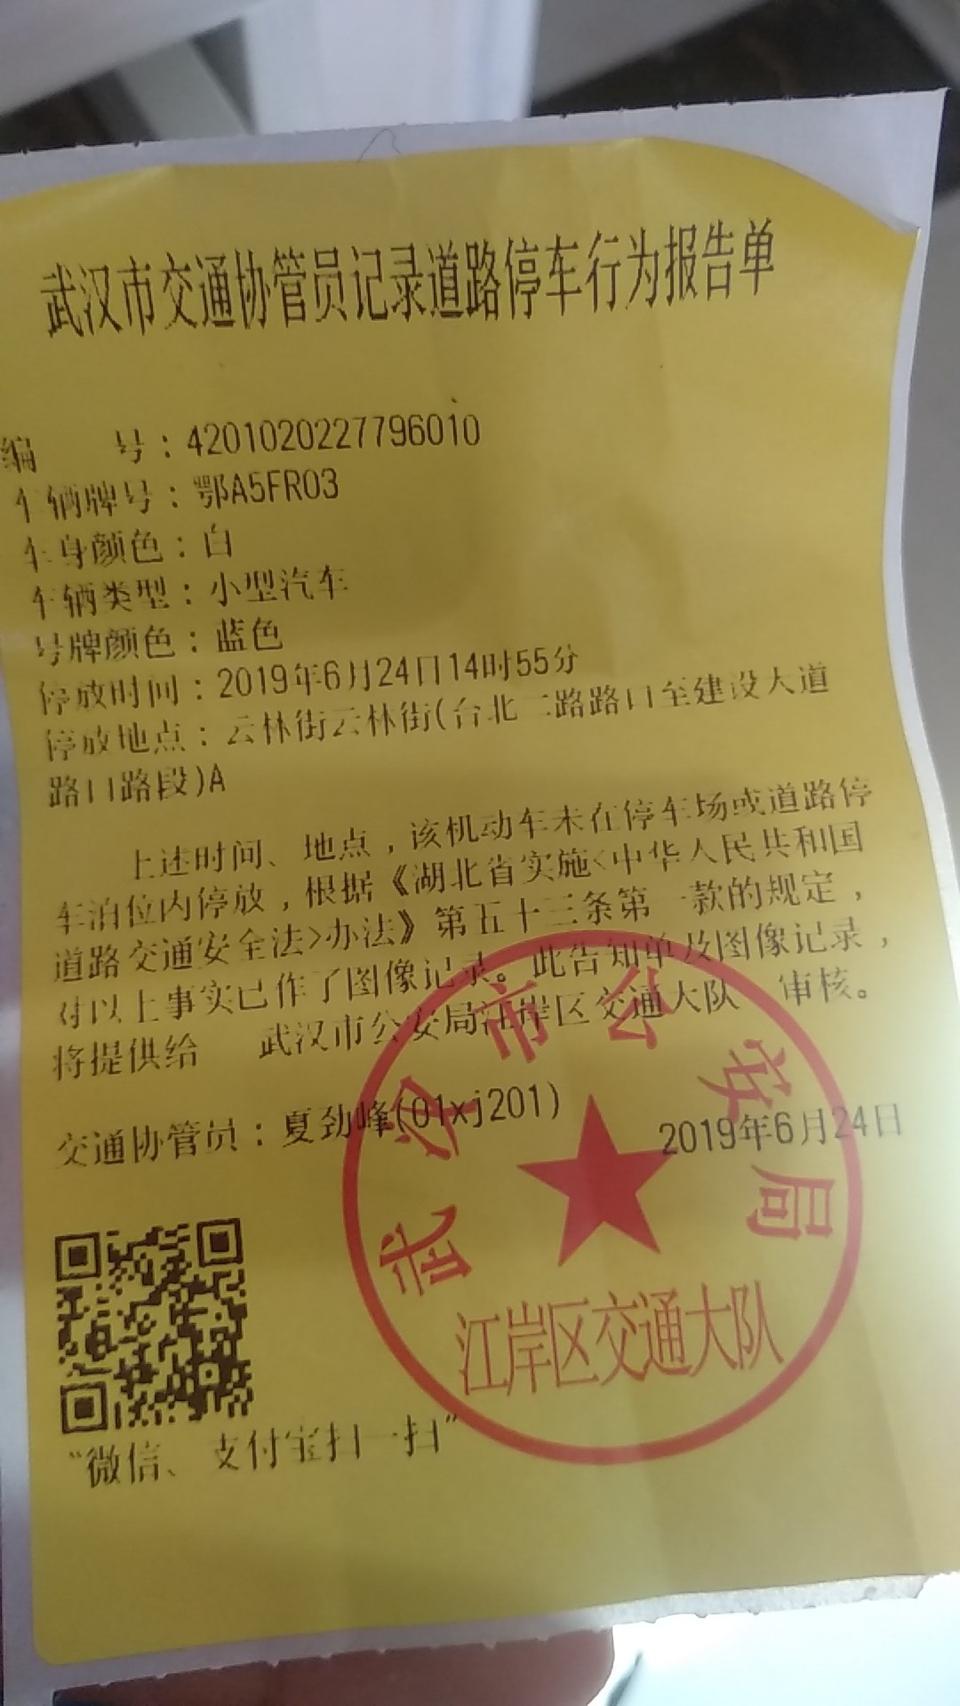 武汉市交通协管员记录道路停车行为报告单
编 号：4201020227796010
车辆牌号：鄂A5FR03
车身颜色：白
车辆类型：小型汽车
号牌颜色：蓝色
停放时间：2019年6月24日14时55分
停放地点：云林街云林街(台北二路路口至建设大道
路口路段)A
上述时间、地点，该机动车未在停车场或道路停
车泊位内停放，根据《湖北省实施<中华人民共和国
道路交通安全法>办法》第五十三条第一款的规定，
对以上事实已作了图像记录。此告知单及图像记录，
将提供给 武汉市公安局江岸区交通大队 审核。
交通协管员：夏劲峰(01xj201)
2019年6月24日
武汉市公安局
江岸区交通大队
“微信、支付宝扫一扫”